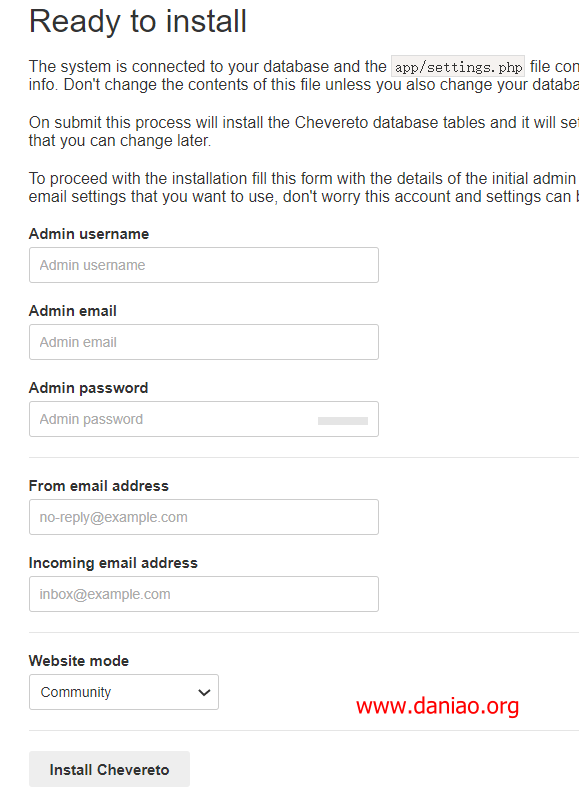 Ready to install
The system is connected to your database and the app/settings.php file con
info. Don't change the contents of this file unless you also change your databa
On submit this process will install the Chevereto database tables and it will se
that you can change later.
To proceed with the installation fill this form with the details of the initial admin
email settings that you want to use, don't worry this account and settings can b
Admin username
Admin username
Admin email
Admin email
Admin password
Admin password
From email address
no-reply@example.com
Incoming email address
inbox@example.com
Website mode
Community
www.daniao.org
Install Chevereto